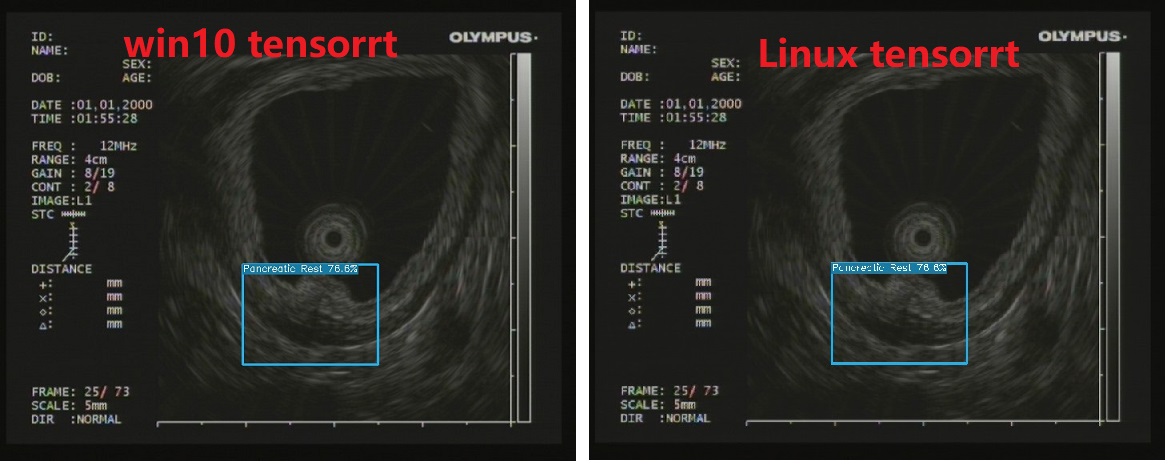 win10 tensorrt
OLYMPUS
ID:
NAME:
SEX:
DOB: AGE:
DATE :01,01,2000
TIME :01:55:28
FREQ : 12MHz
RANGE: 4cm
GAIN : 8/19
CONT : 2/ 8
IMAGE:L1
STC
DISTANCE
+: mm
×: mm
◇: mm
△: mm
Pancreatic Rest 76.6%
FRAME: 25/ 73
SCALE: 5mm
DIR :NORMAL
Linux tensorrt
OLYMPUS
ID:
NAME:
SEX:
DOB: AGE:
DATE :01,01,2000
TIME :01:55:28
FREQ : 12MHz
RANGE: 4cm
GAIN : 8/19
CONT : 2/ 8
IMAGE:L1
STC
DISTANCE
+: mm
×: mm
◇: mm
△: mm
Pancreatic Rest 76.6%
FRAME: 25/ 73
SCALE: 5mm
DIR :NORMAL